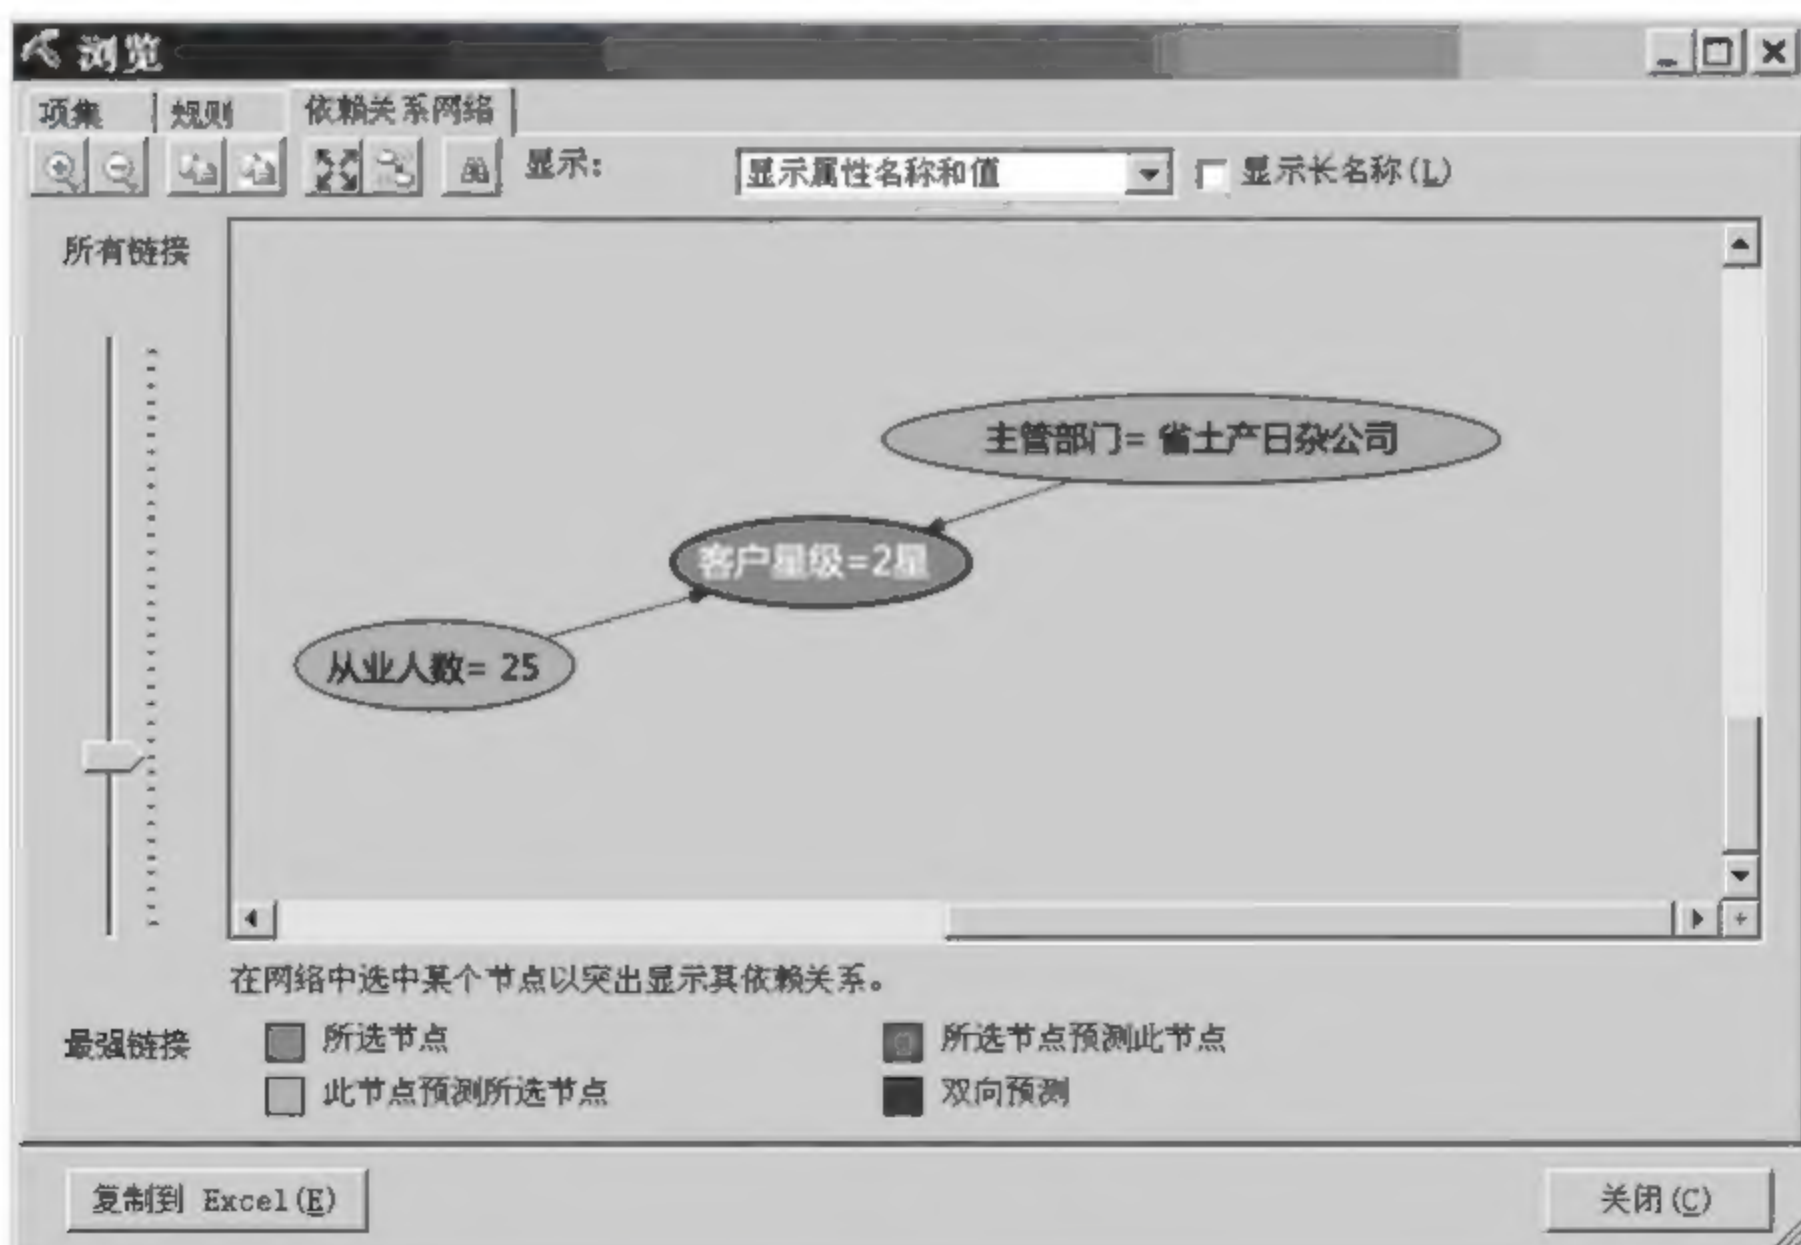 浏览
项集 规则 依赖关系网络
显示: 显示属性名称和值 显示长名称(L)
所有链接
主管部门= 省土产日杂公司
客户星级=2星
从业人数= 25
在网络中选中某个节点以突出显示其依赖关系。
最强链接 所选节点 所选节点预测此节点
此节点预测所选节点 双向预测
复制到 Excel(E) 关闭(C)